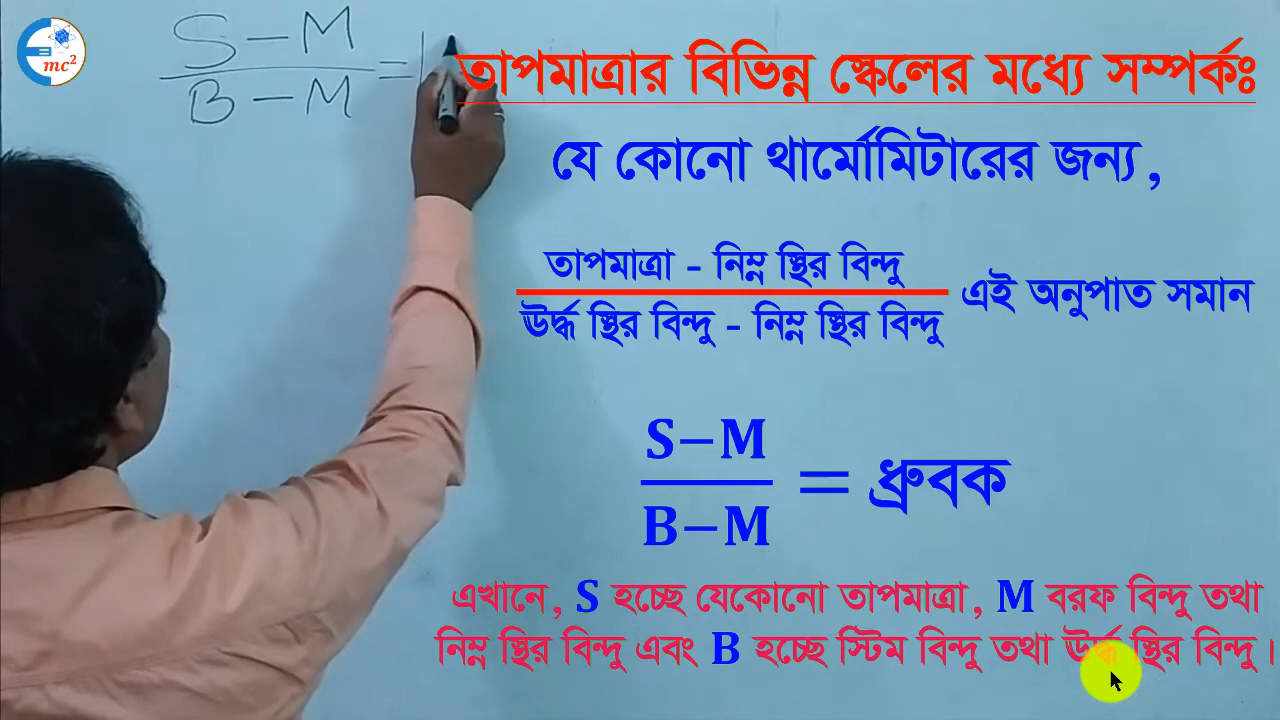 E = mc²
S - M
B - M =
তাপমাত্রার বিভিন্ন স্কেলের মধ্যে সম্পর্কঃ
যে কোনো থার্মোমিটারের জন্য,
তাপমাত্রা - নিম্ন স্থির বিন্দু
ঊর্দ্ধ স্থির বিন্দু - নিম্ন স্থির বিন্দু
এই অনুপাত সমান
S-M
B-M
= ধ্রুবক
এখানে, S হচ্ছে যেকোনো তাপমাত্রা, M বরফ বিন্দু তথা
নিম্ন স্থির বিন্দু এবং B হচ্ছে স্টিম বিন্দু তথা ঊর্দ্ধ স্থির বিন্দু।